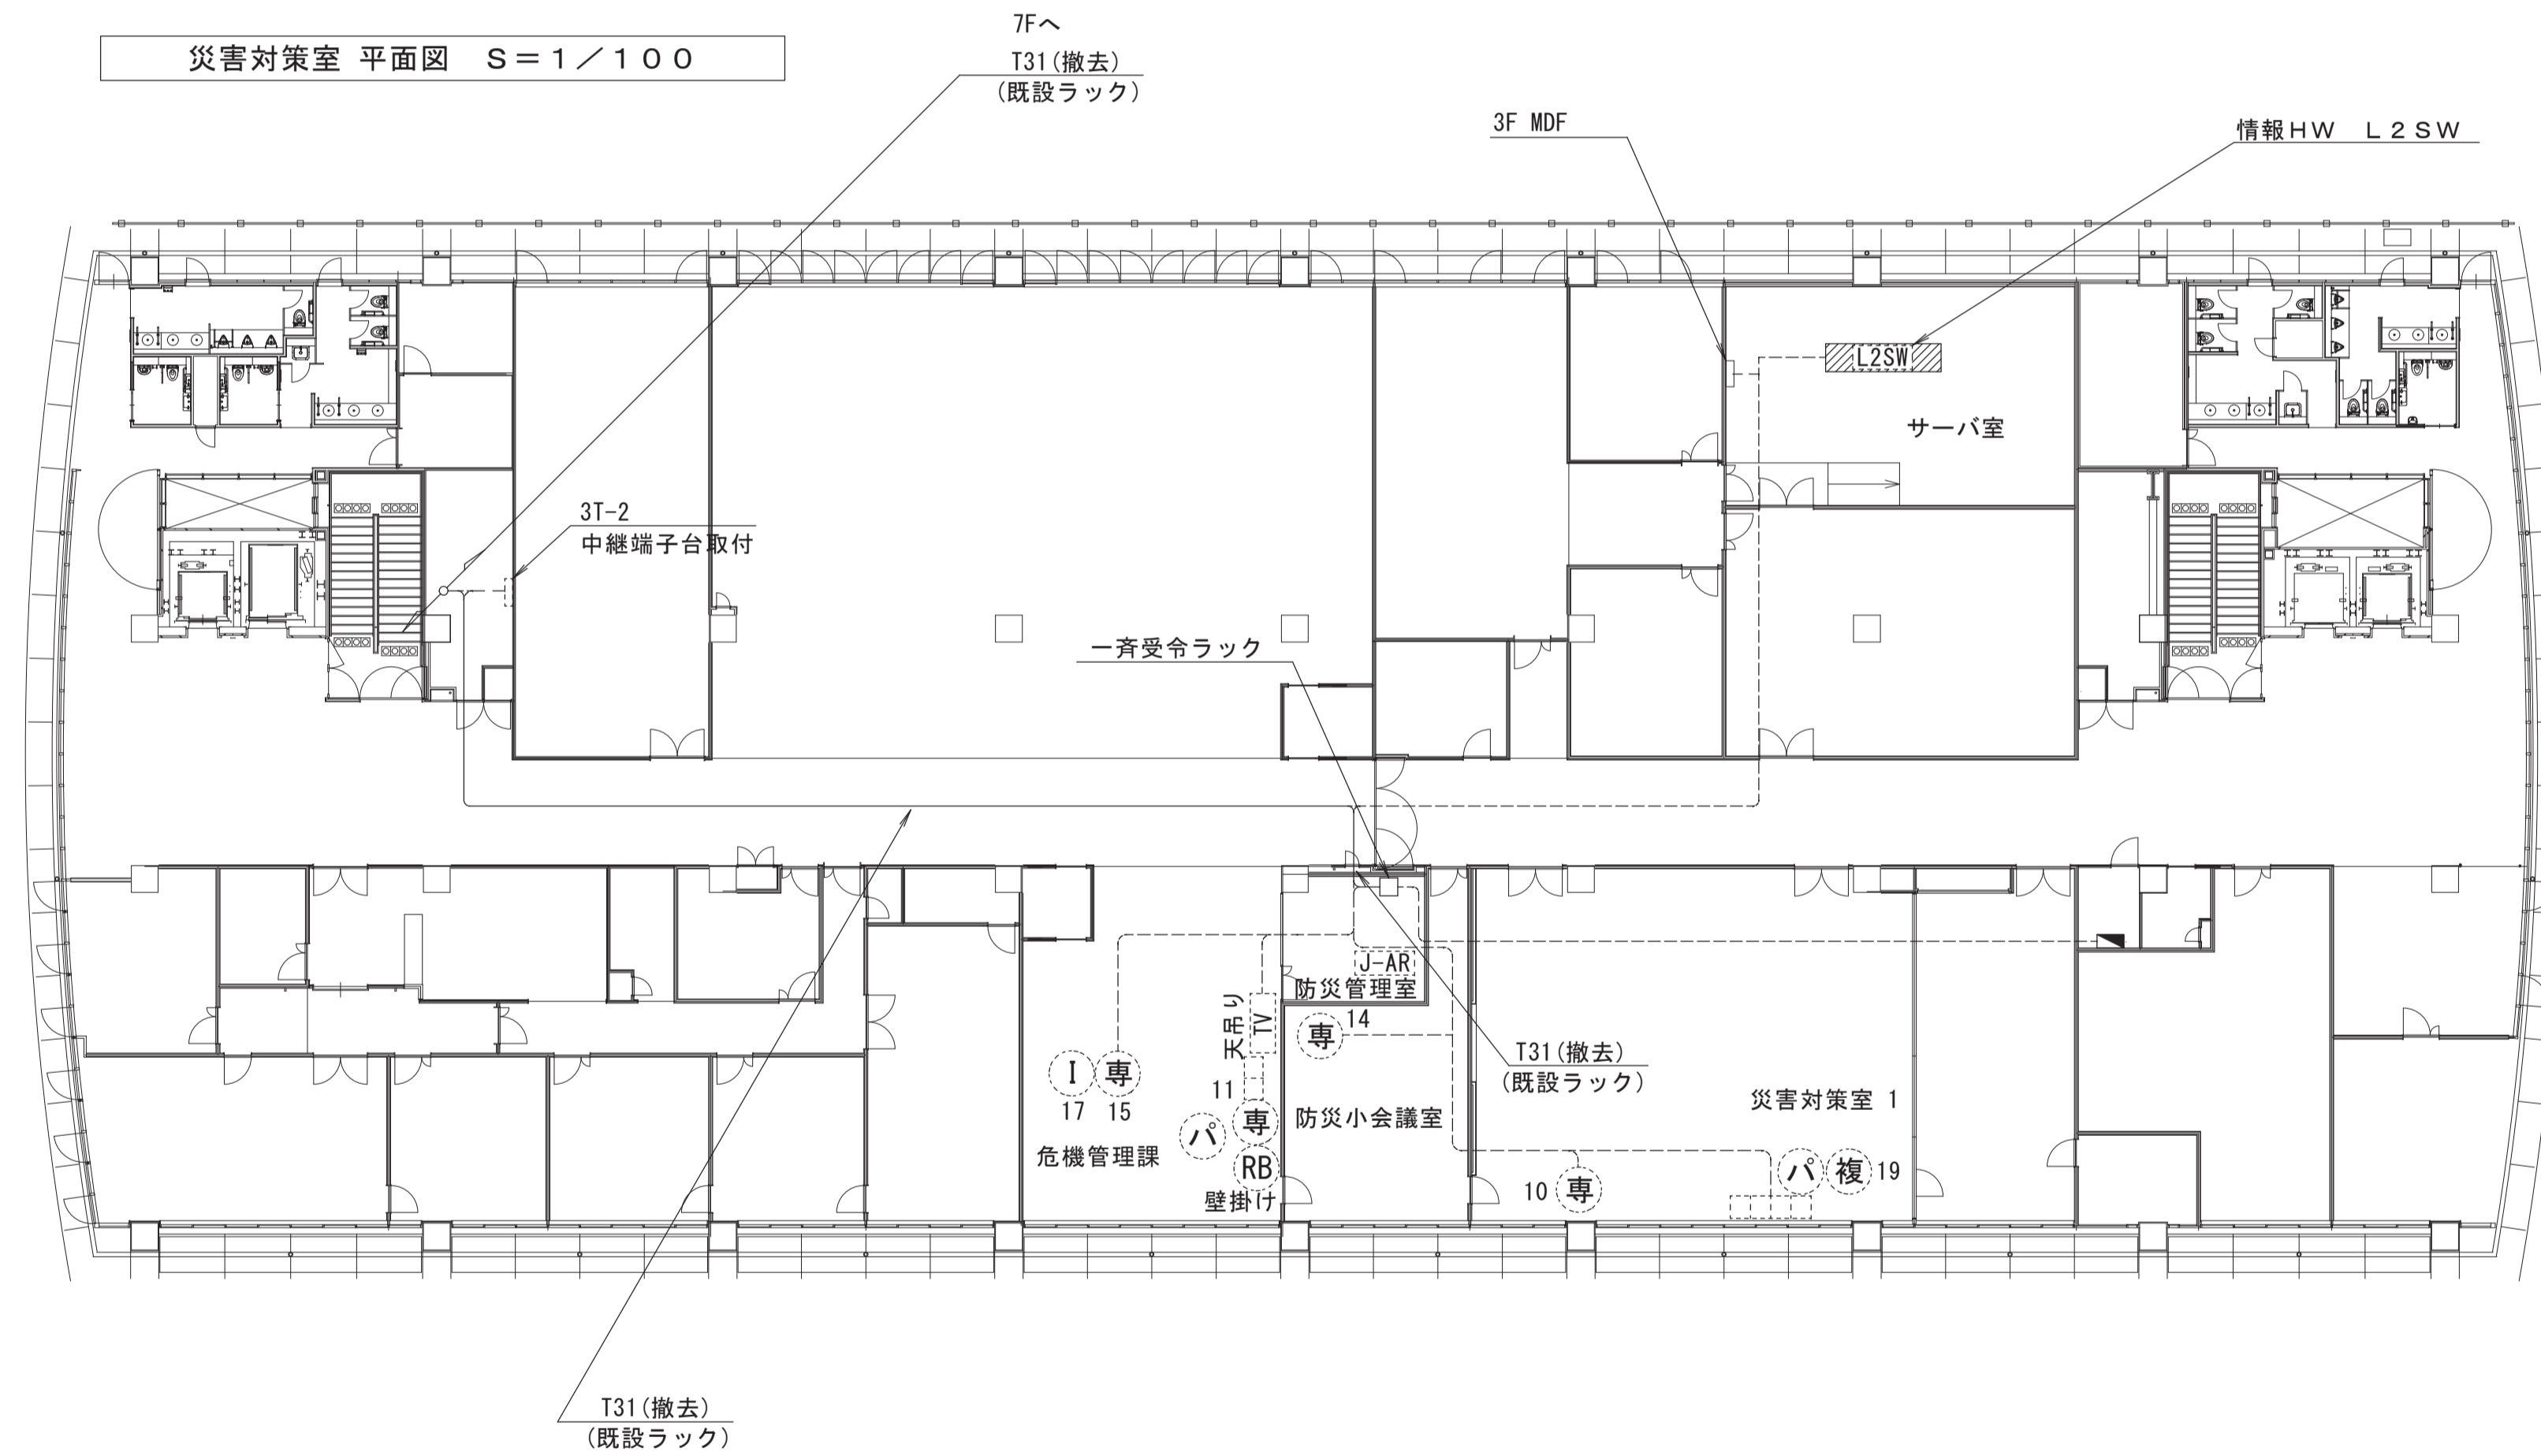 7Fへ
災害対策室 平面図 S=1/100
T31(撤去)
(既設ラック)
3F MDF
情報HW L2SW
L2SW
サーバ室
3T-2
中継端子台取付
一斉受令ラック
J-AR
防災管理室
天吊り
TV
専
14
T31(撤去)
(既設ラック)
I
専
17
15
11
専
パ
RB
壁掛け
危機管理課
防災小会議室
災害対策室 1
10
専
パ
複
19
T31(撤去)
(既設ラック)